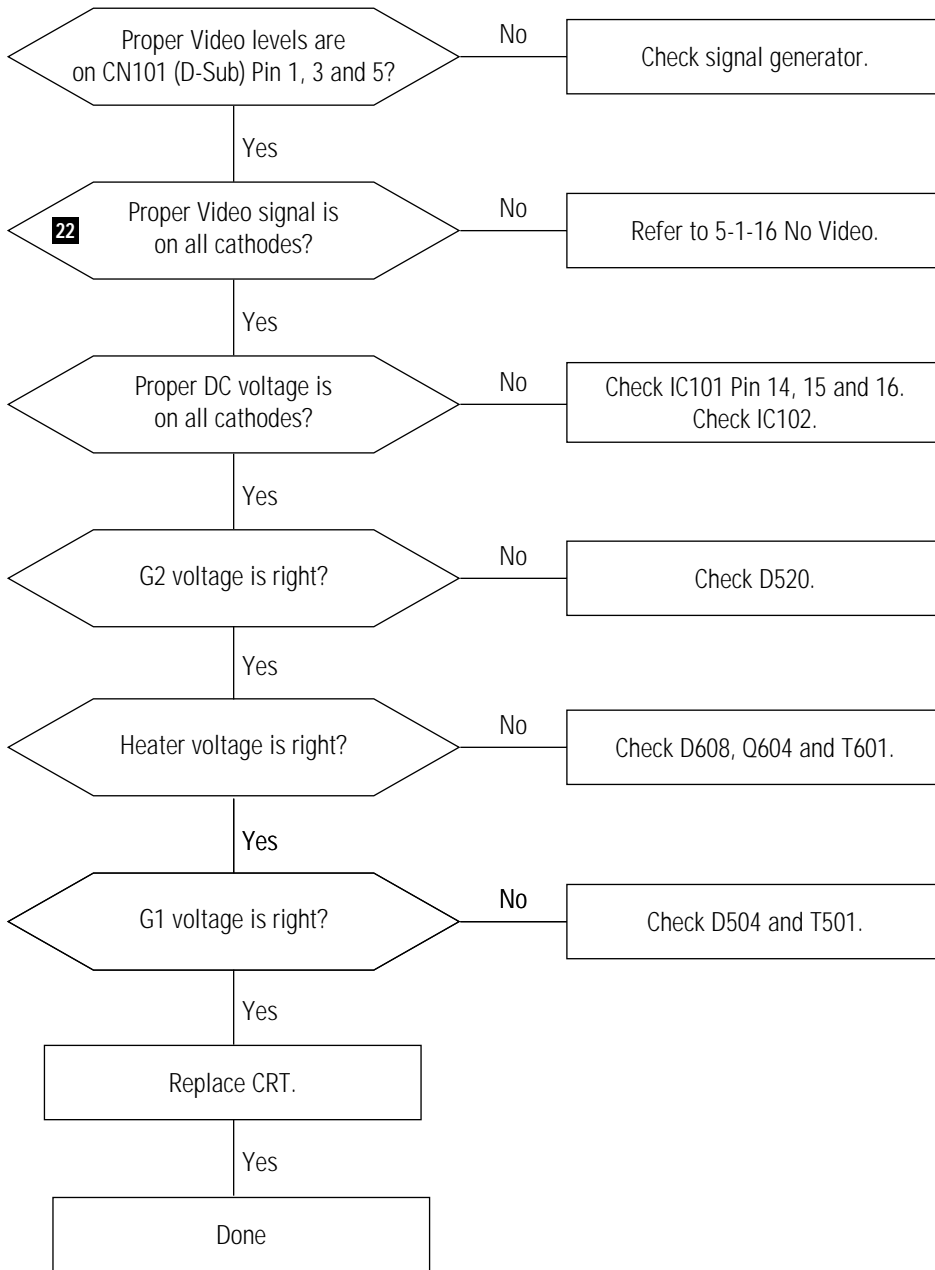 Proper Video levels are
on CN101 (D-Sub) Pin 1, 3 and 5?
No
Check signal generator.
Yes
22
Proper Video signal is
on all cathodes?
No
Refer to 5-1-16 No Video.
Yes
Proper DC voltage is
on all cathodes?
No
Check IC101 Pin 14, 15 and 16.
Check IC102.
Yes
G2 voltage is right?
No
Check D520.
Yes
Heater voltage is right?
No
Check D608, Q604 and T601.
Yes
G1 voltage is right?
No
Check D504 and T501.
Yes
Replace CRT.
Yes
Done